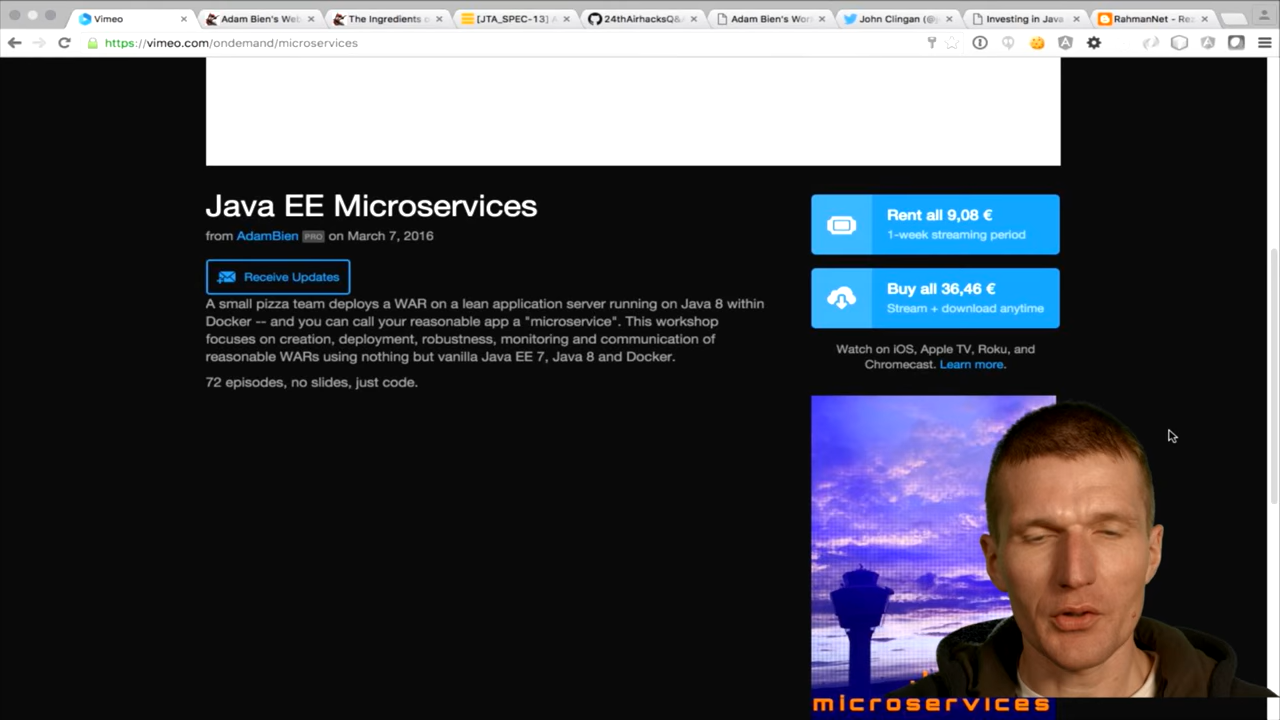 Vimeo
Adam Bien's Web
The Ingredients o
[JTA_SPEC-13] A
24thAirhacksQ&A
Adam Bien's Wor
John Clingan (@
Investing in Java
RahmanNet - Re
https://vimeo.com/ondemand/microservices
Java EE Microservices
from AdamBien PRO on March 7, 2016
Receive Updates
A small pizza team deploys a WAR on a lean application server running on Java 8 within
Docker -- and you can call your reasonable app a "microservice". This workshop
focuses on creation, deployment, robustness, monitoring and communication of
reasonable WARs using nothing but vanilla Java EE 7, Java 8 and Docker.
72 episodes, no slides, just code.
Rent all 9,08 €
1-week streaming period
Buy all 36,46 €
Stream + download anytime
Watch on iOS, Apple TV, Roku, and
Chromecast. Learn more.
microservices